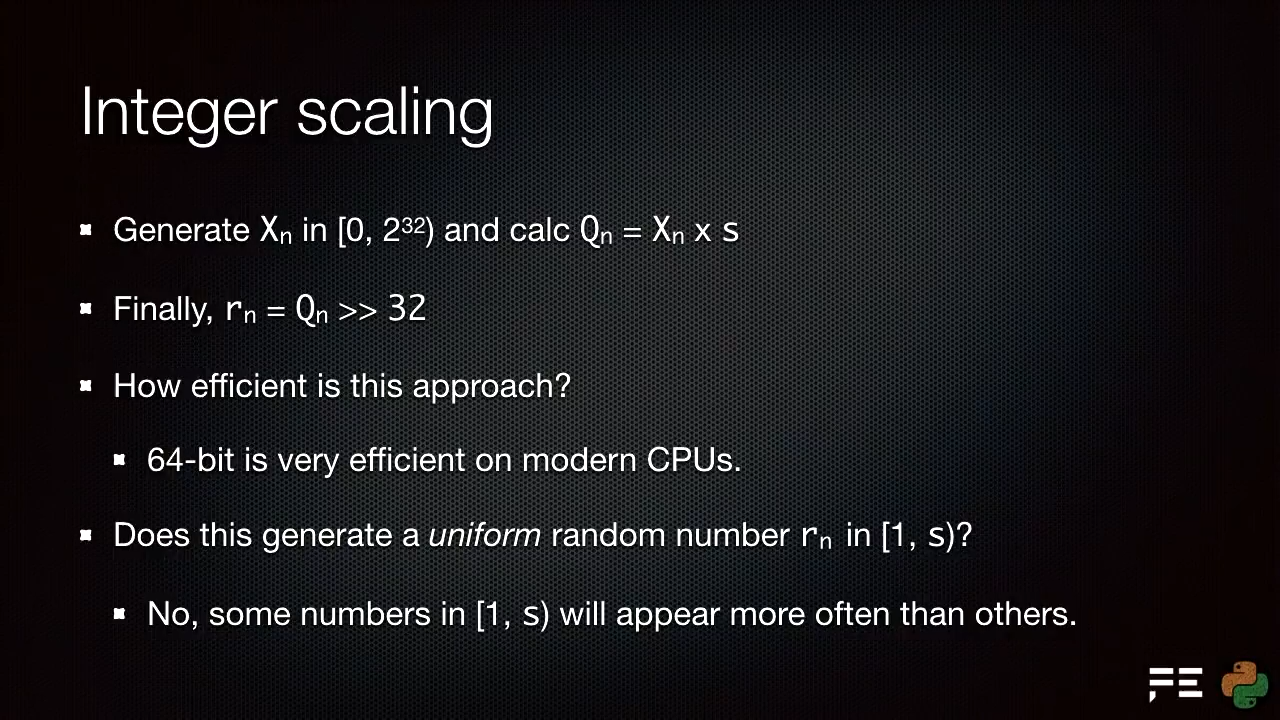 Integer scaling
Generate Xn in [0, 2³²) and calc Qn = Xn x s
Finally, rn = Qn >> 32
How efficient is this approach?
64-bit is very efficient on modern CPUs.
Does this generate a uniform random number rn in [1, s)?
No, some numbers in [1, s) will appear more often than others.
FE